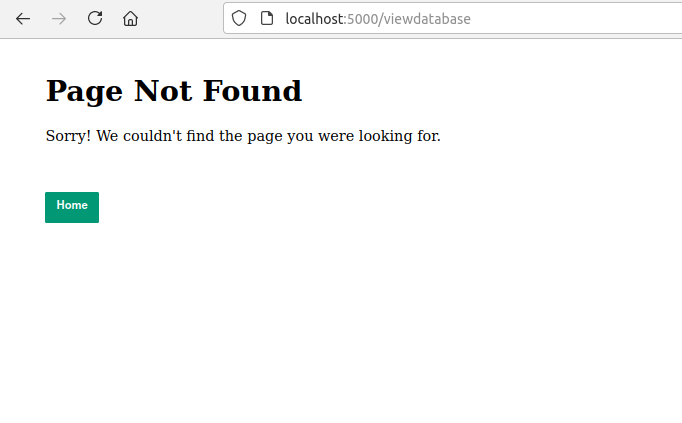 localhost:5000/viewdatabase
Page Not Found
Sorry! We couldn't find the page you were looking for.
Home